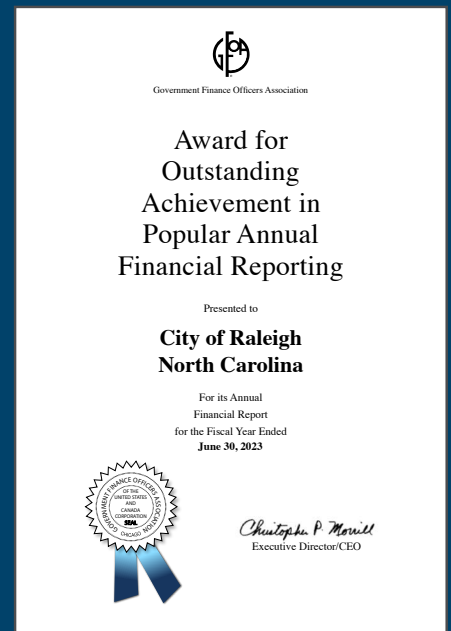 GFOA
Government Finance Officers Association
Award for
Outstanding
Achievement in
Popular Annual
Financial Reporting
Presented to
City of Raleigh
North Carolina
For its Annual
Financial Report
for the Fiscal Year Ended
June 30, 2023
GOVERNMENT FINANCE OFFICERS ASSOCIATION
OF THE
UNITED STATES
AND
CANADA
CORPORATION
SEAL
CHICAGO
Christopher P. Morrill
Executive Director/CEO